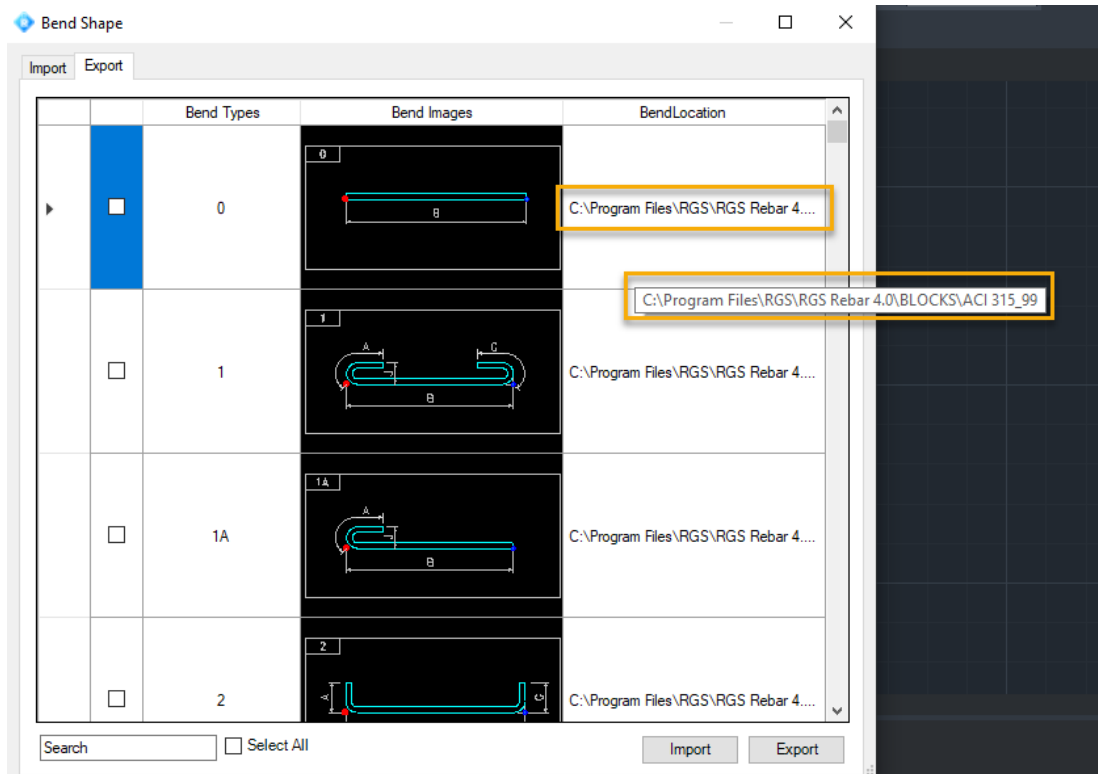 Bend Shape
Import Export
Bend Types Bend Images BendLocation
0
B
0
C:\Program Files\RGS\RGS Rebar 4....
C:\Program Files\RGS\RGS Rebar 4.0\BLOCKS\ACI 315_99
1
A G
J
B
1
C:\Program Files\RGS\RGS Rebar 4....
1A
A
J
B
1A
C:\Program Files\RGS\RGS Rebar 4....
2
A G
2
C:\Program Files\RGS\RGS Rebar 4....
Search Select All Import Export